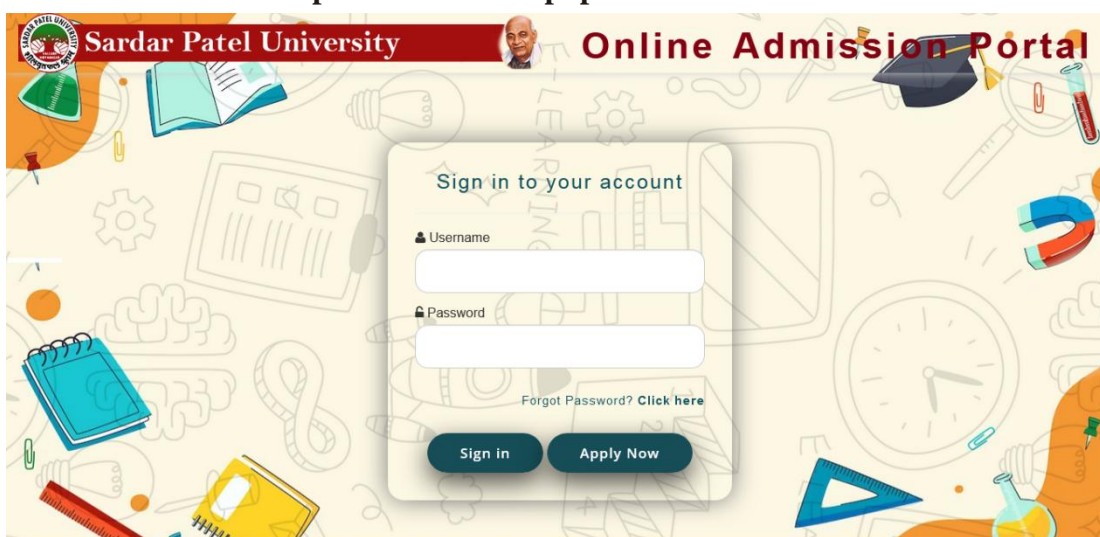 Sardar Patel University
Online Admission Portal
E-LEARNING
Sign in to your account
Username
Password
Forgot Password? Click here
Sign in
Apply Now